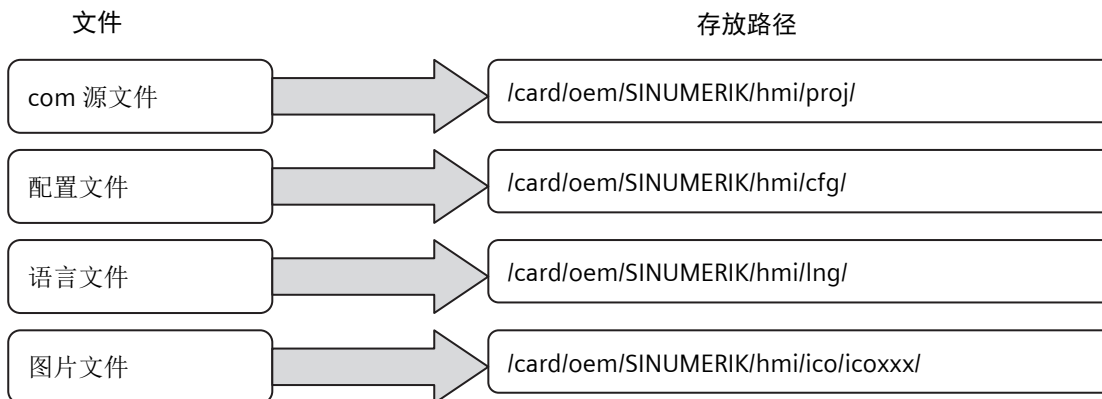 文件 存放路径
com 源文件 /card/oem/SINUMERIK/hmi/proj/
配置文件 /card/oem/SINUMERIK/hmi/cfg/
语言文件 /card/oem/SINUMERIK/hmi/lng/
图片文件 /card/oem/SINUMERIK/hmi/ico/icoxxx/